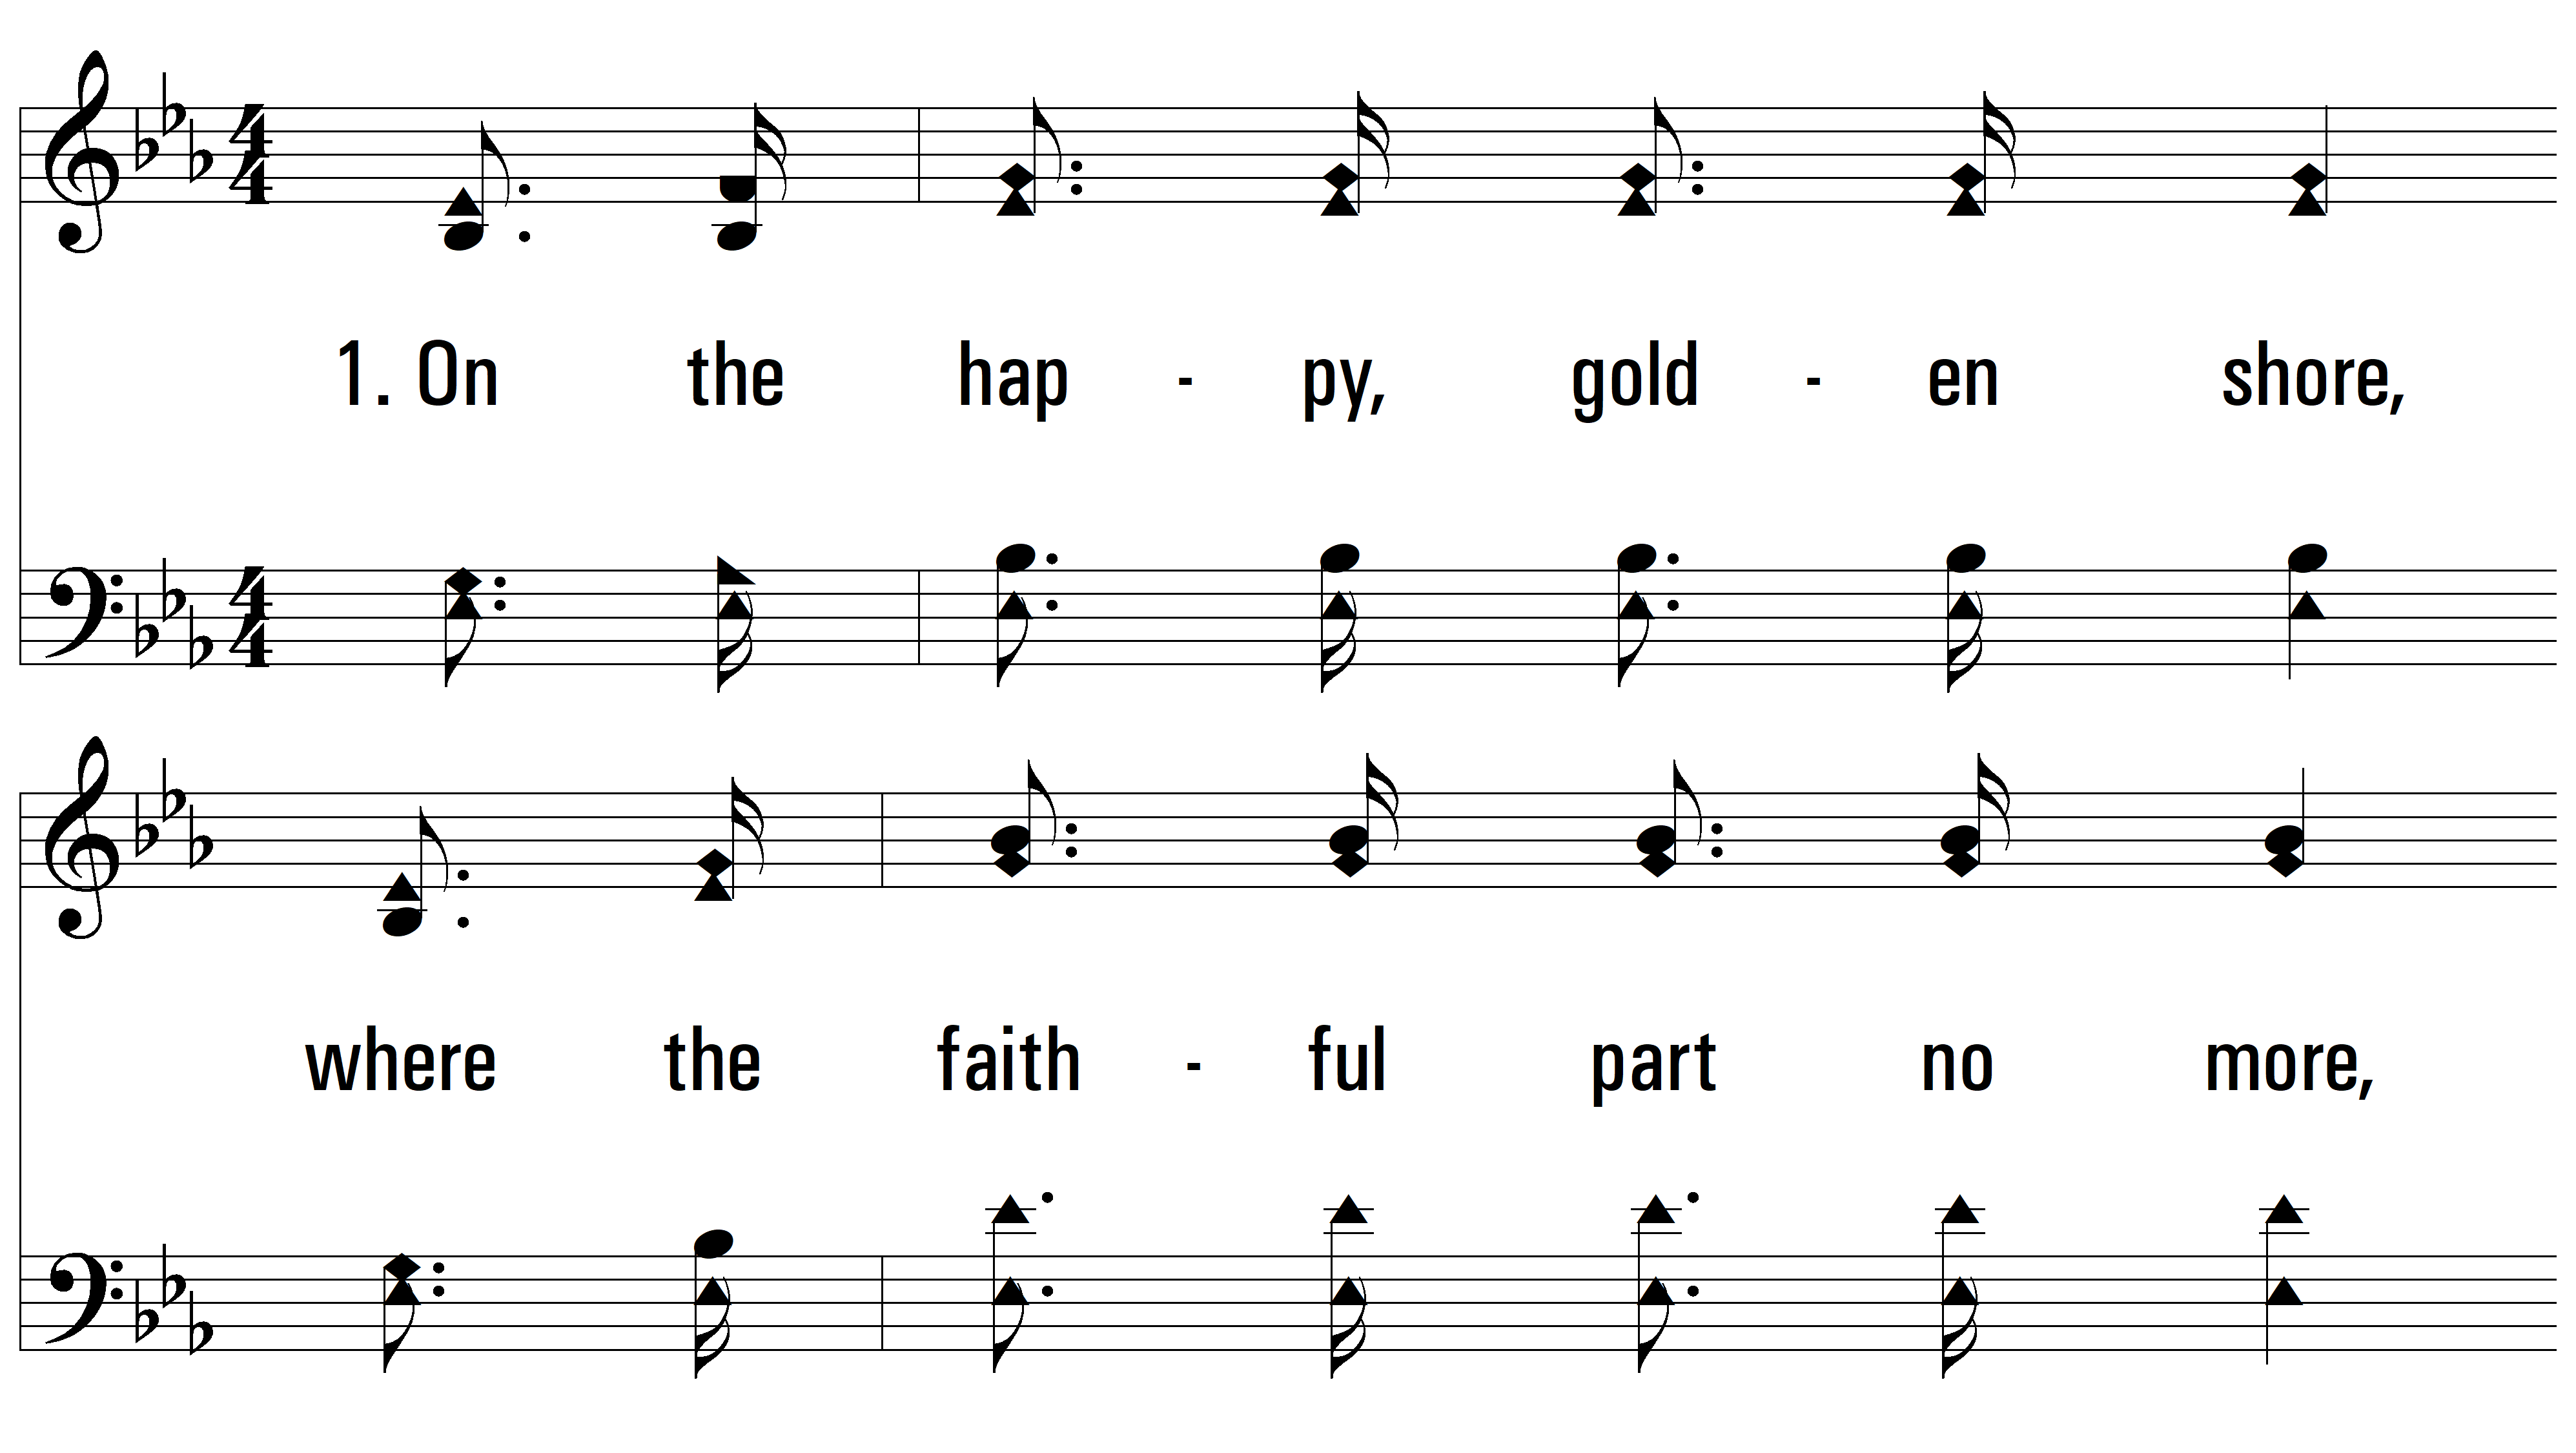 1. On the hap - py, gold - en shore,
where the faith - ful part no more,